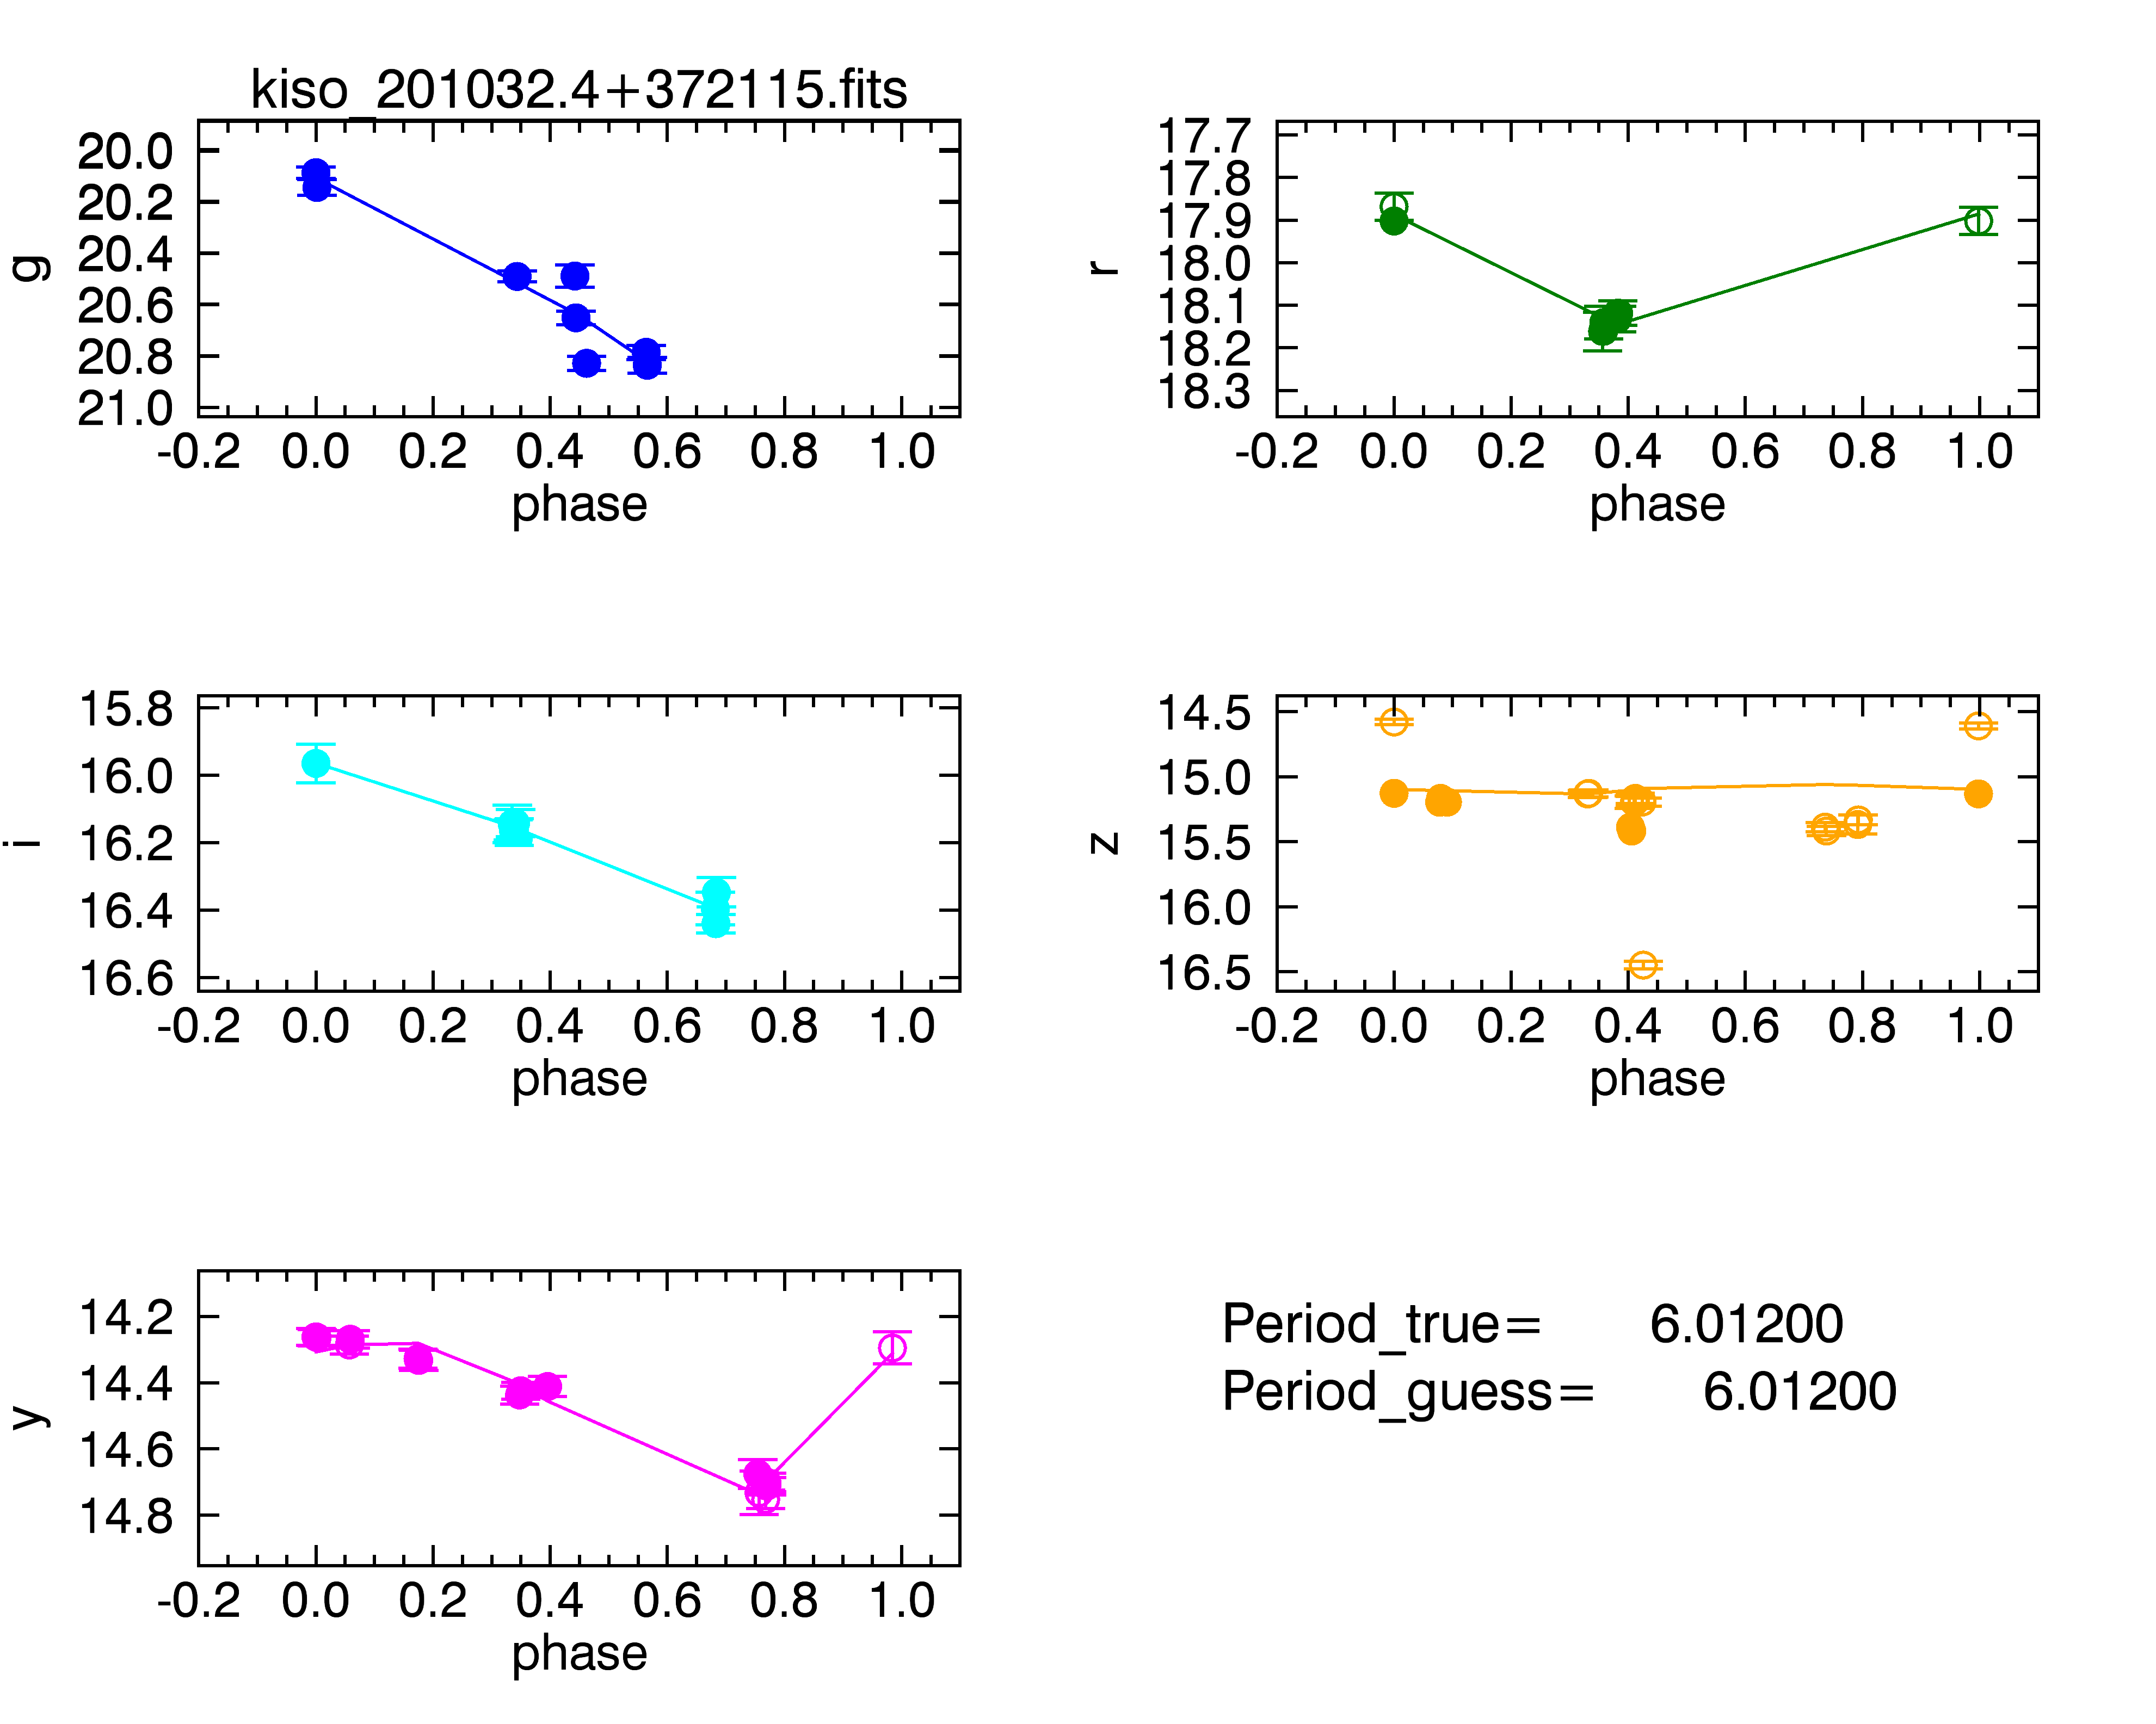 kiso_201032.4+372115.fits
20.0
20.2
20.4
20.6
20.8
21.0
g
-0.2 0.0 0.2 0.4 0.6 0.8 1.0
phase
17.7
17.8
17.9
18.0
18.1
18.2
18.3
r
-0.2 0.0 0.2 0.4 0.6 0.8 1.0
phase
15.8
16.0
16.2
16.4
16.6
i
-0.2 0.0 0.2 0.4 0.6 0.8 1.0
phase
14.5
15.0
15.5
16.0
16.5
z
-0.2 0.0 0.2 0.4 0.6 0.8 1.0
phase
14.2
14.4
14.6
14.8
y
-0.2 0.0 0.2 0.4 0.6 0.8 1.0
phase
Period_true= 6.01200
Period_guess= 6.01200